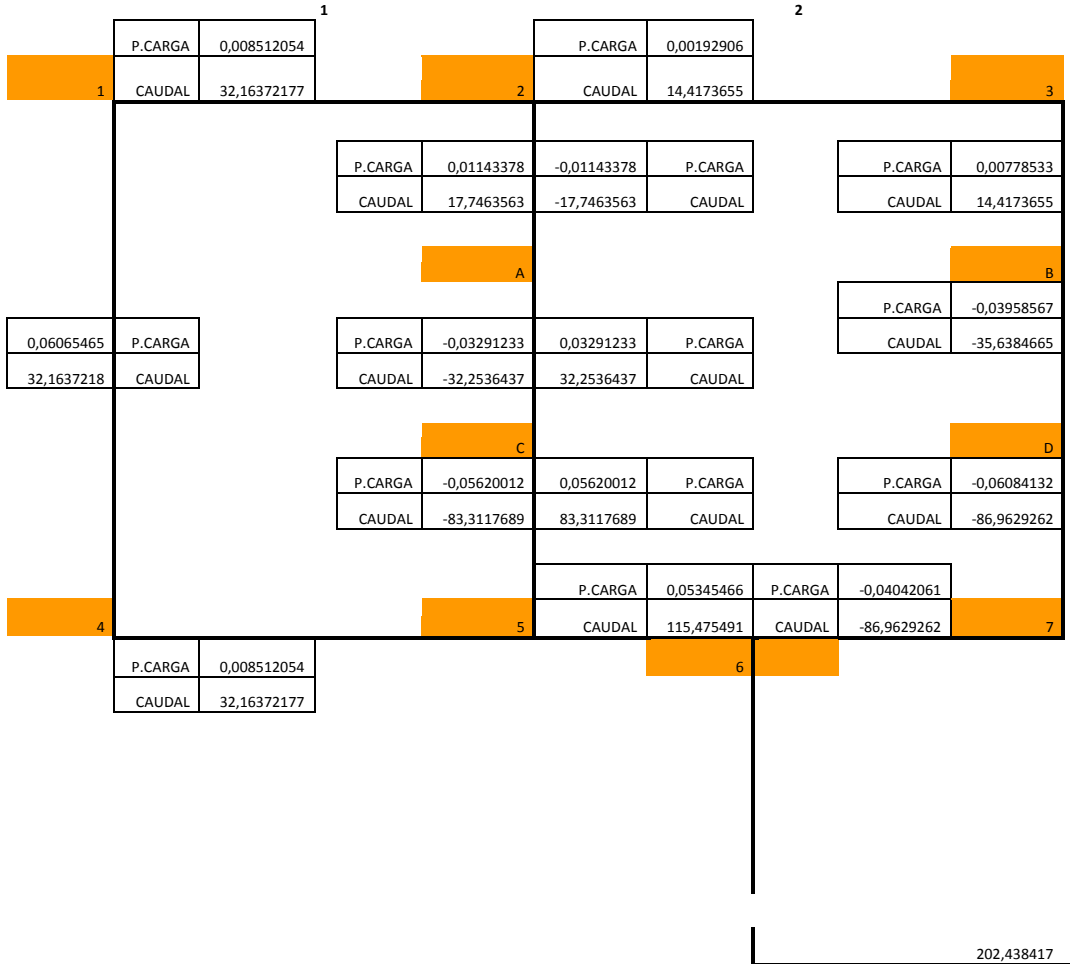 1 2
P.CARGA 0,008512054 P.CARGA 0,00192906
1 CAUDAL 32,16372177 2 CAUDAL 14,4173655 3
P.CARGA 0,01143378 -0,01143378 P.CARGA P.CARGA 0,00778533
CAUDAL 17,7463563 -17,7463563 CAUDAL CAUDAL 14,4173655
A B
P.CARGA -0,03958567
0,06065465 P.CARGA P.CARGA -0,03291233 0,03291233 P.CARGA CAUDAL -35,6384665
32,1637218 CAUDAL CAUDAL -32,2536437 32,2536437 CAUDAL
C D
P.CARGA -0,05620012 0,05620012 P.CARGA P.CARGA -0,06084132
CAUDAL -83,3117689 83,3117689 CAUDAL CAUDAL -86,9629262
P.CARGA 0,05345466 P.CARGA -0,04042061
4 5 CAUDAL 115,475491 CAUDAL -86,9629262 7
P.CARGA 0,008512054 6
CAUDAL 32,16372177
202,438417